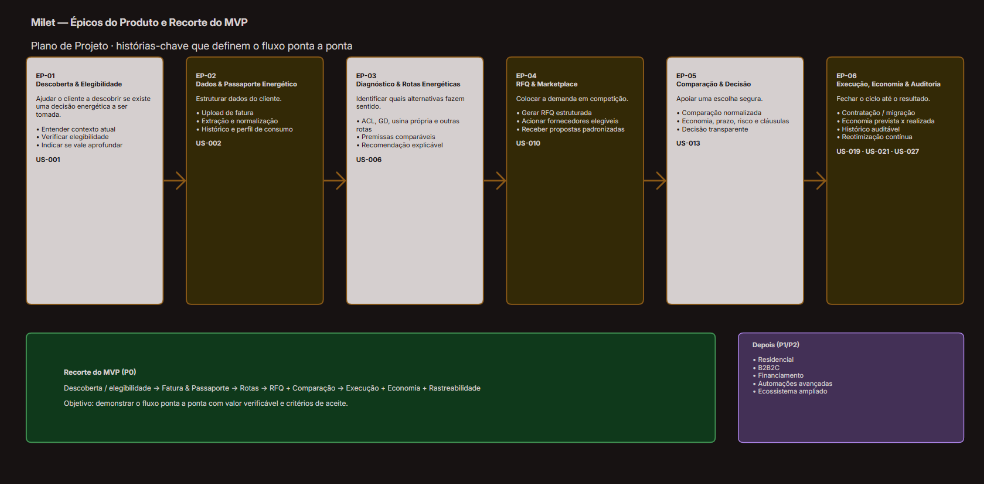 Milet — Épicos do Produto e Recorte do MVP
Plano de Projeto · histórias-chave que definem o fluxo ponta a ponta
EP-01
Descoberta & Elegibilidade
Ajudar o cliente a descobrir se existe
uma decisão energética a ser
tomada.
• Entender contexto atual
• Verificar elegibilidade
• Indicar se vale aprofundar
US-001
EP-02
Dados & Passaporte Energético
Estruturar dados do cliente.
• Upload de fatura
• Extração e normalização
• Histórico e perfil de consumo
US-002
EP-03
Diagnóstico & Rotas Energéticas
Identificar quais alternativas fazem
sentido.
• ACL, GD, usina própria e outras
rotas
• Premissas comparáveis
• Recomendação explicável
US-006
EP-04
RFQ & Marketplace
Colocar a demanda em competição.
• Gerar RFQ estruturada
• Acionar fornecedores elegíveis
• Receber propostas padronizadas
US-010
EP-05
Comparação & Decisão
Apoiar uma escolha segura.
• Comparação normalizada
• Economia, prazo, risco e cláusulas
• Decisão transparente
US-013
EP-06
Execução, Economia & Auditoria
Fechar o ciclo até o resultado.
• Contratação / migração
• Economia prevista x realizada
• Histórico auditável
• Reotimização contínua
US-019 · US-021 · US-027
Recorte do MVP (P0)
Descoberta / elegibilidade → Fatura & Passaporte → Rotas → RFQ + Comparação → Execução + Economia + Rastreabilidade
Objetivo: demonstrar o fluxo ponta a ponta com valor verificável e critérios de aceite.
Depois (P1/P2)
• Residencial
• B2B2C
• Financiamento
• Automações avançadas
• Ecossistema ampliado